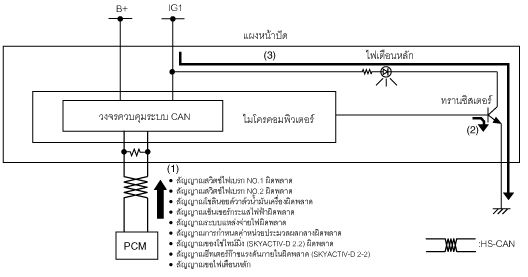 B+
IG1
แผงหน้าปัด
(3)
ไฟเตือนหลัก
ทรานซิสเตอร์
วงจรควบคุมระบบ CAN
ไมโครคอมพิวเตอร์
(2)
(1)
• สัญญาณสวิตช์ไฟเบรก NO.1 ผิดพลาด
• สัญญาณสวิตช์ไฟเบรก NO.2 ผิดพลาด
• สัญญาณโซลินอยด์วาล์วน้ำมันเครื่องผิดพลาด
• สัญญาณเซ็นเซอร์กระแสไฟฟ้าผิดพลาด
• สัญญาณระบบแหล่งจ่ายไฟผิดพลาด
• สัญญาณการกำหนดค่าหน่วยประมวลผลกลางผิดพลาด
• สัญญาณของโซ่ไทม์มิ่ง (SKYACTIV-D 2.2) ผิดพลาด
• สัญญาณฮีทเตอร์ก๊าซแรงดันภายในผิดพลาด (SKYACTIV-D 2-2)
• สัญญาณขอไฟเตือนหลัก
PCM
:HS-CAN